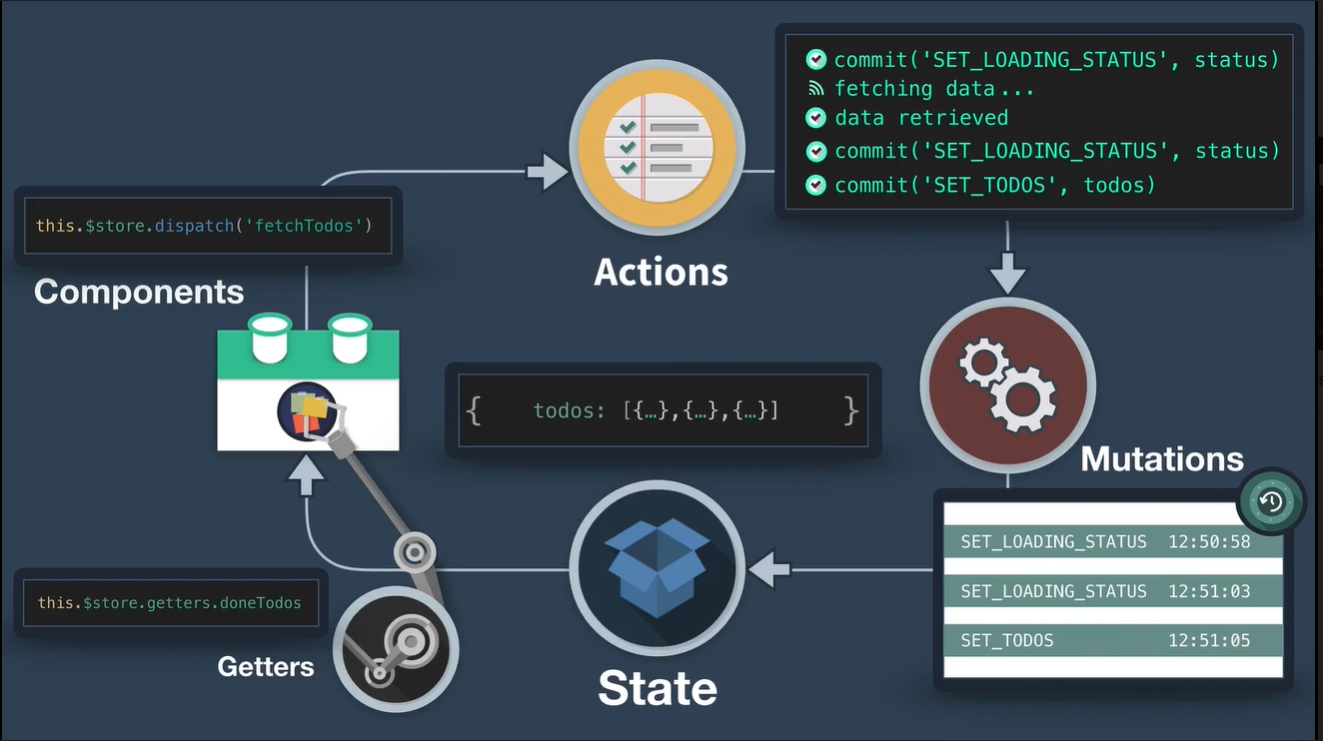 commit('SET_LOADING_STATUS', status)
fetching data...
data retrieved
commit('SET_LOADING_STATUS', status)
commit('SET_TODOS', todos)
this.$store.dispatch('fetchTodos')
Actions
Components
{ todos: [{…},{…},{…}] }
Mutations
SET_LOADING_STATUS 12:50:58
SET_LOADING_STATUS 12:51:03
SET_TODOS 12:51:05
this.$store.getters.doneTodos
Getters
State